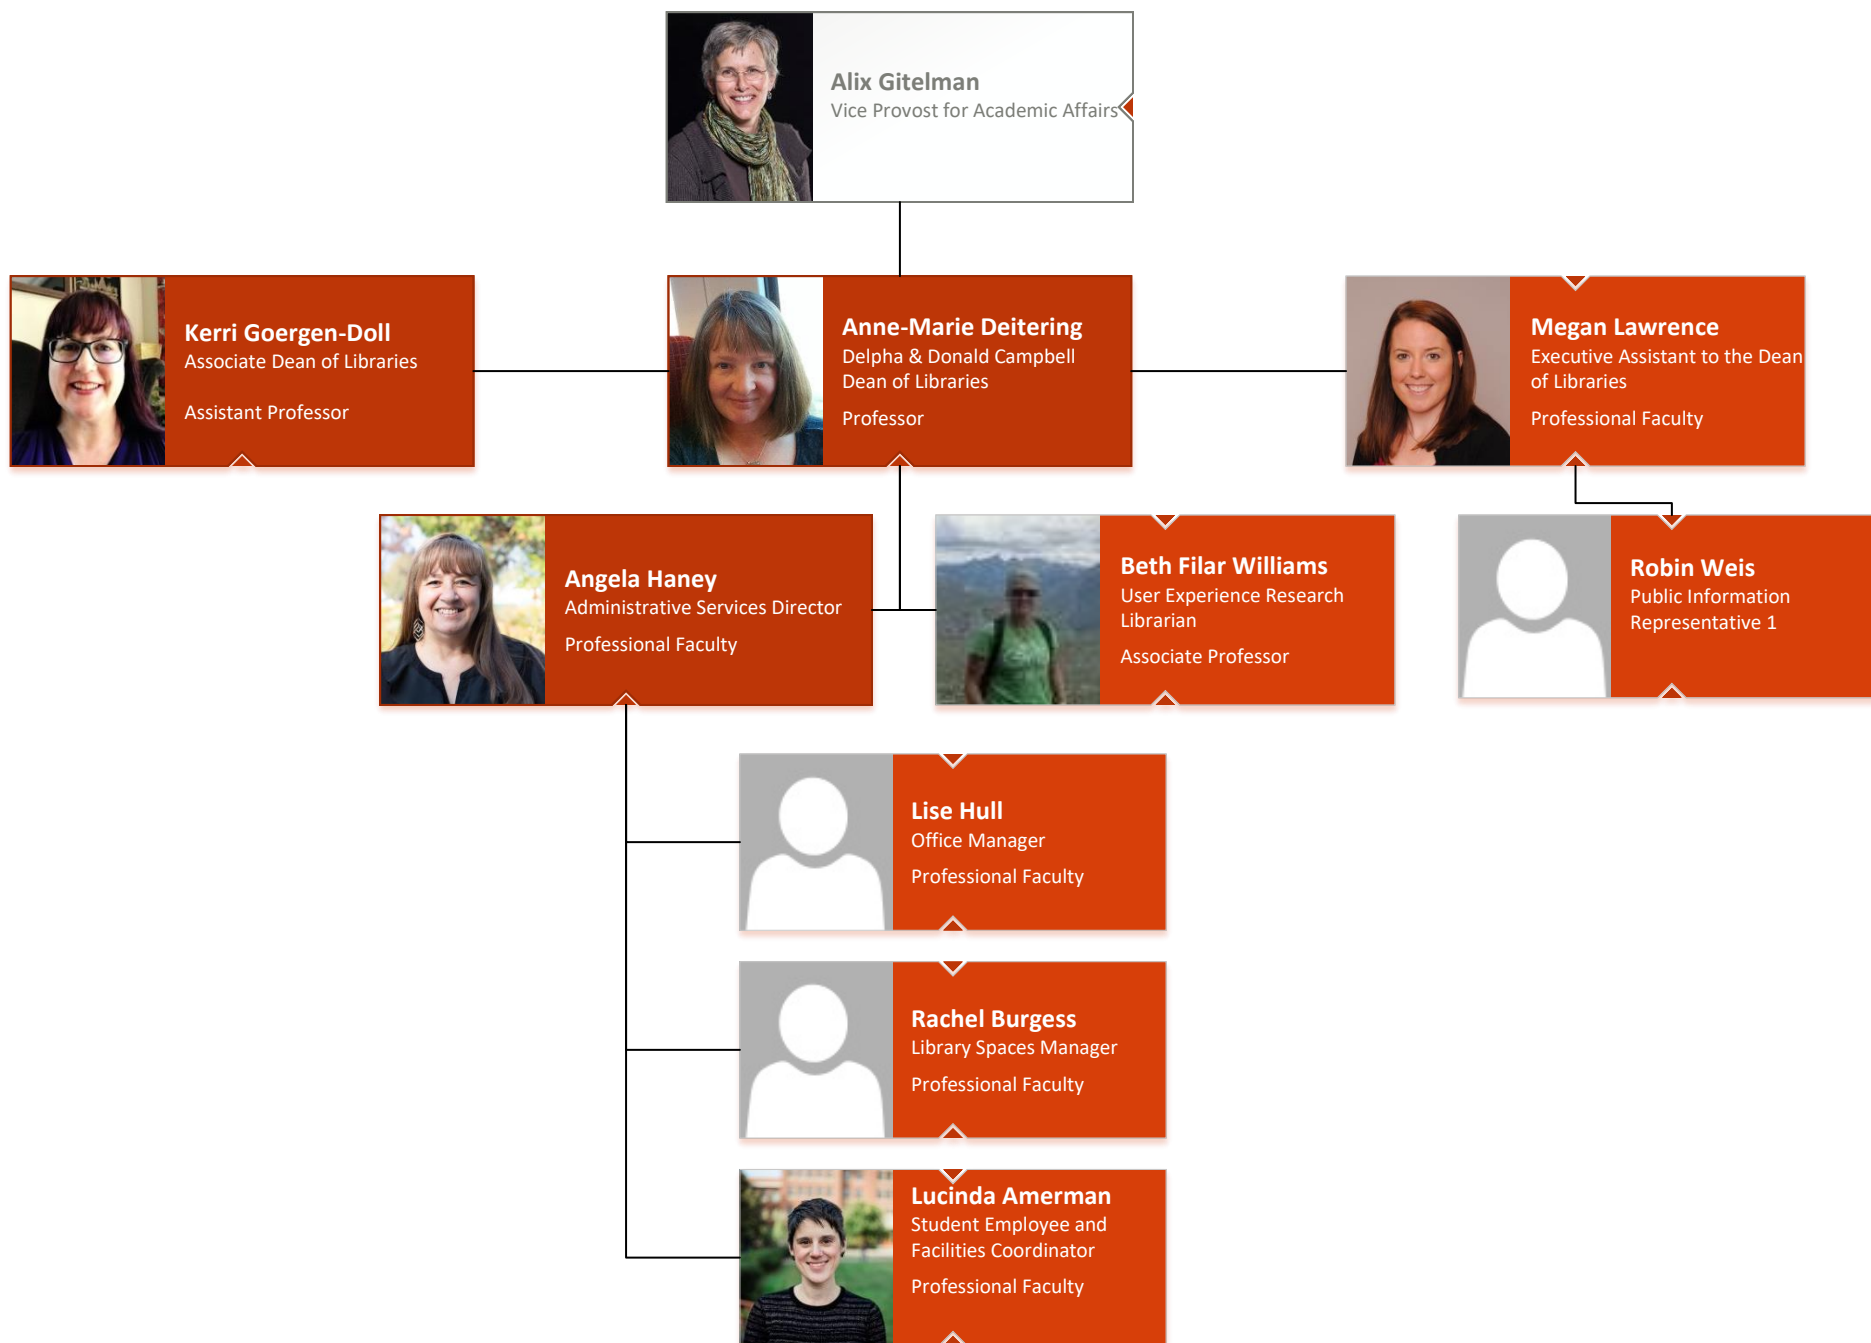 Alix Gitelman
Vice Provost for Academic Affairs
Kerri Goergen-Doll
Associate Dean of Libraries
Assistant Professor
Anne-Marie Deitering
Delpha & Donald Campbell
Dean of Libraries
Professor
Megan Lawrence
Executive Assistant to the Dean
of Libraries
Professional Faculty
Angela Haney
Administrative Services Director
Professional Faculty
Beth Filar Williams
User Experience Research
Librarian
Associate Professor
Robin Weis
Public Information
Representative 1
Lise Hull
Office Manager
Professional Faculty
Rachel Burgess
Library Spaces Manager
Professional Faculty
Lucinda Amerman
Student Employee and
Facilities Coordinator
Professional Faculty